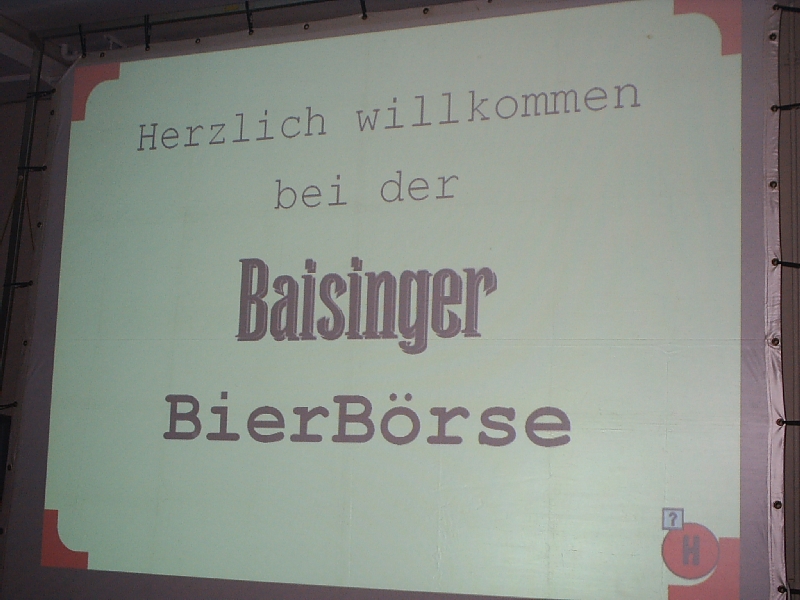 Herzlich willkommen
bei der
Baisinger
BierBörse
?
H